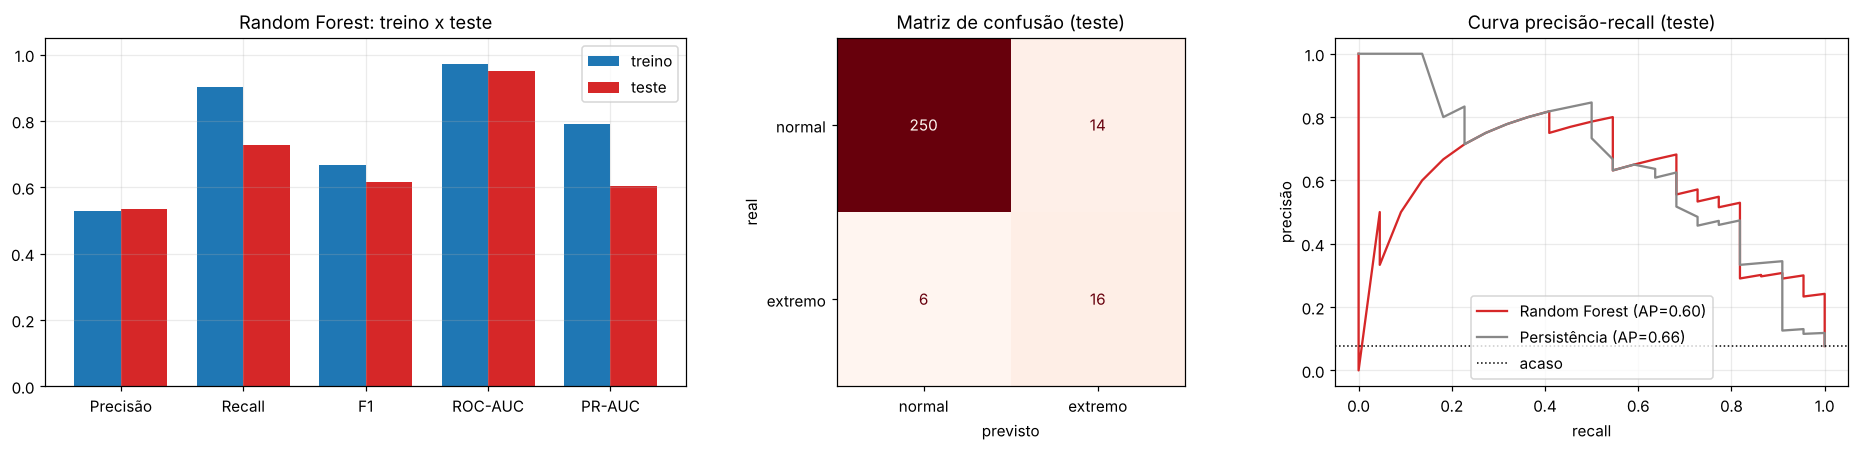 Random Forest: treino x teste
1.0
0.8
0.6
0.4
0.2
0.0
treino
teste
Precisão Recall F1 ROC-AUC PR-AUC
Matriz de confusão (teste)
real
normal
extremo
250 14
6 16
normal extremo
previsto
Curva precisão-recall (teste)
precisão
1.0
0.8
0.6
0.4
0.2
0.0
Random Forest (AP=0.60)
Persistência (AP=0.66)
acaso
0.0 0.2 0.4 0.6 0.8 1.0
recall